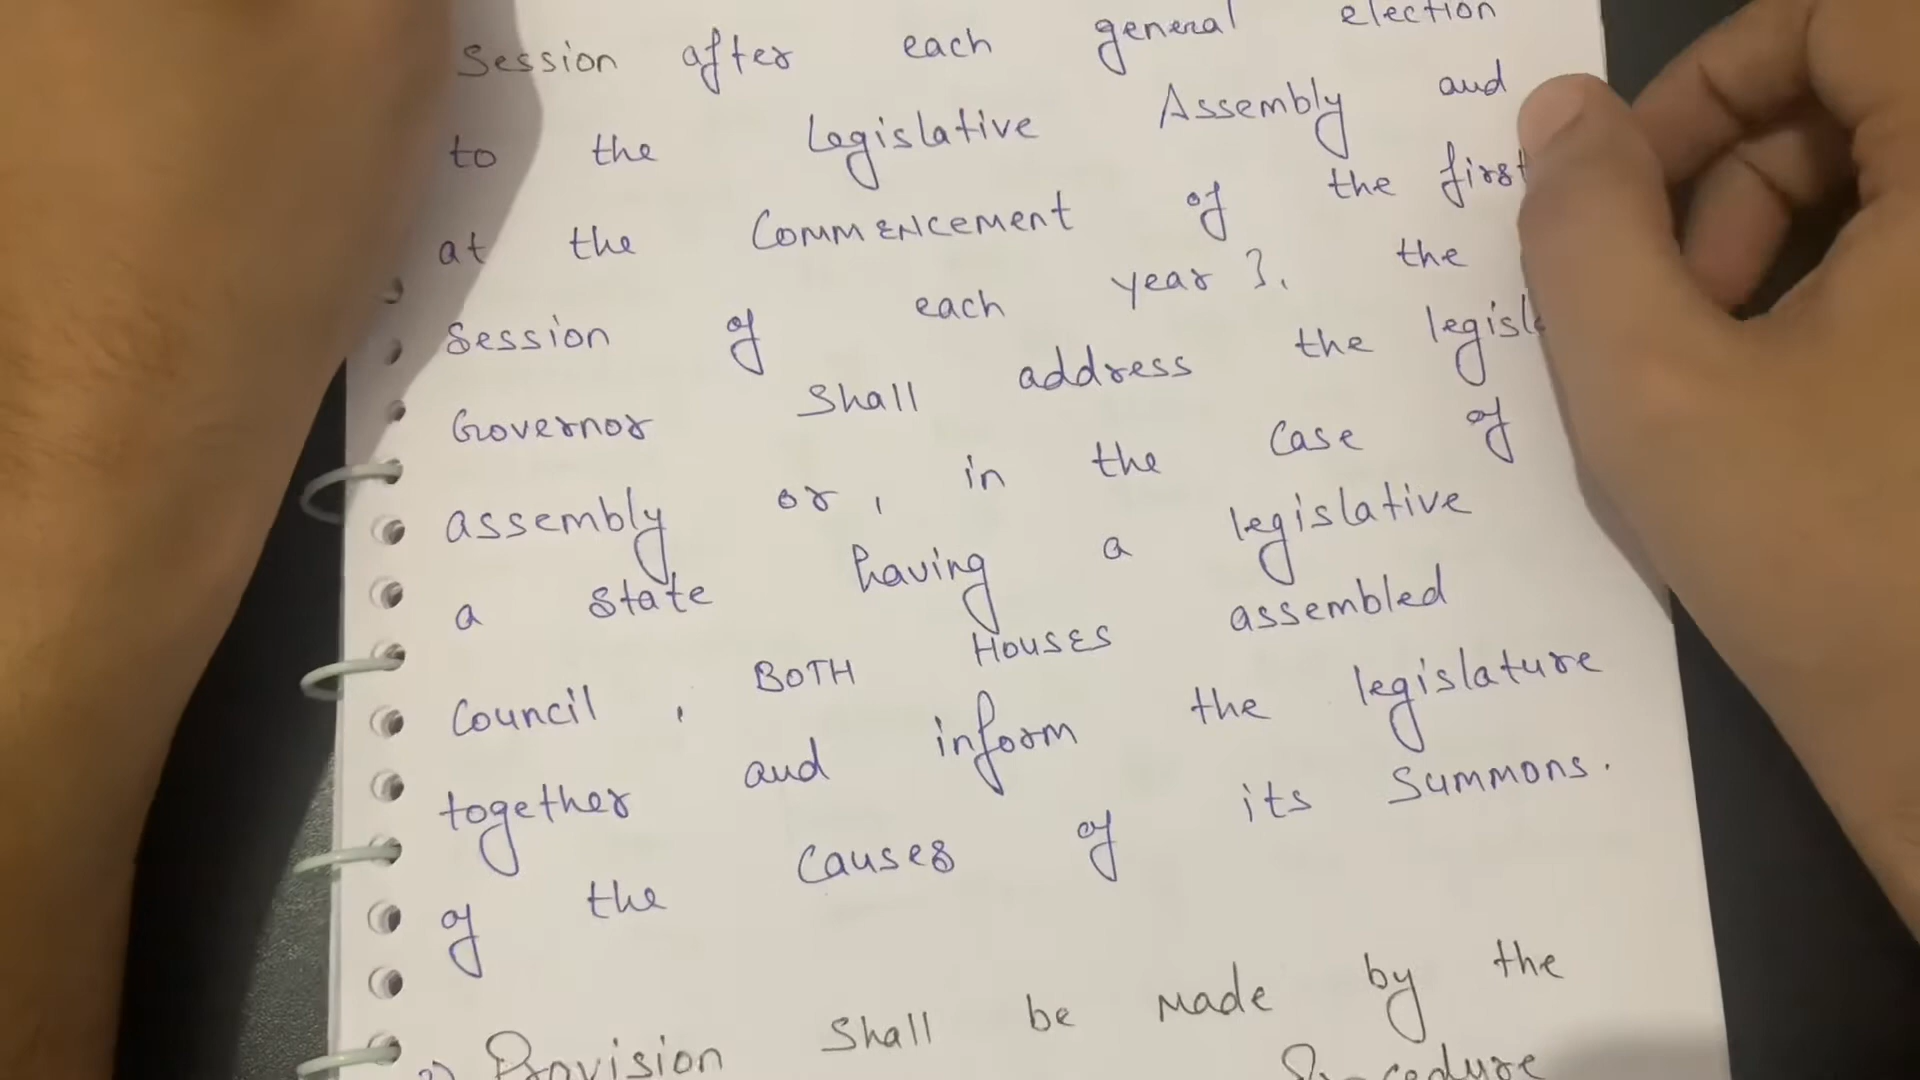 Session after each general election
to the Legislative Assembly and
at the Commencement of the first
Session of each year ]. the
Governor Shall address the legisl
assembly or, in the Case of
a State having a legislative
Council, BOTH HOUSES assembled
together and inform the legislature
of the Causes of its Summons.
2) Provision Shall be made by the